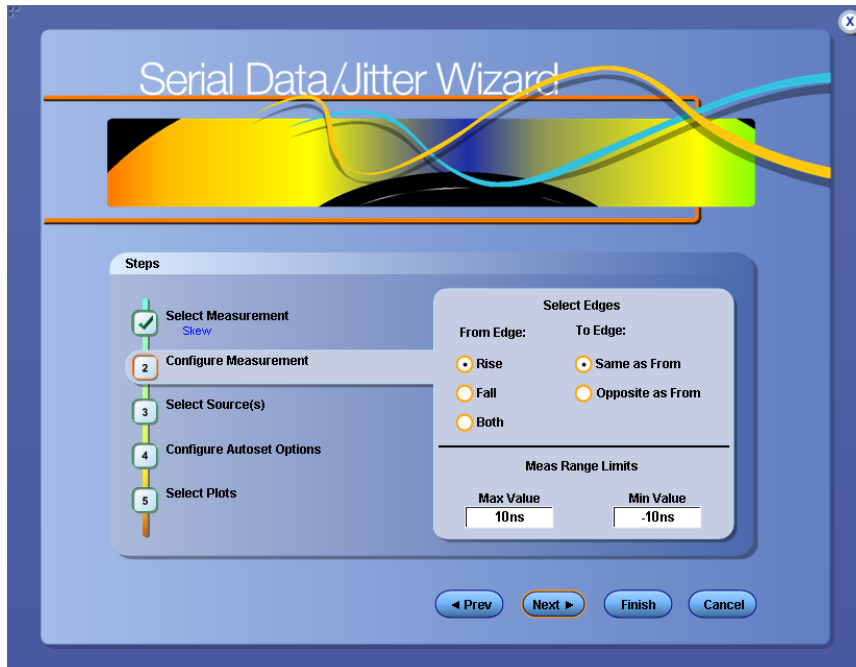 X
Serial Data/Jitter Wizard
Steps
Select Measurement
Skew
2 Configure Measurement
3 Select Source(s)
4 Configure Autoset Options
5 Select Plots
Select Edges
From Edge: To Edge:
Rise Same as From
Fall Opposite as From
Both
Meas Range Limits
Max Value Min Value
10ns -10ns
◄ Prev Next ► Finish Cancel